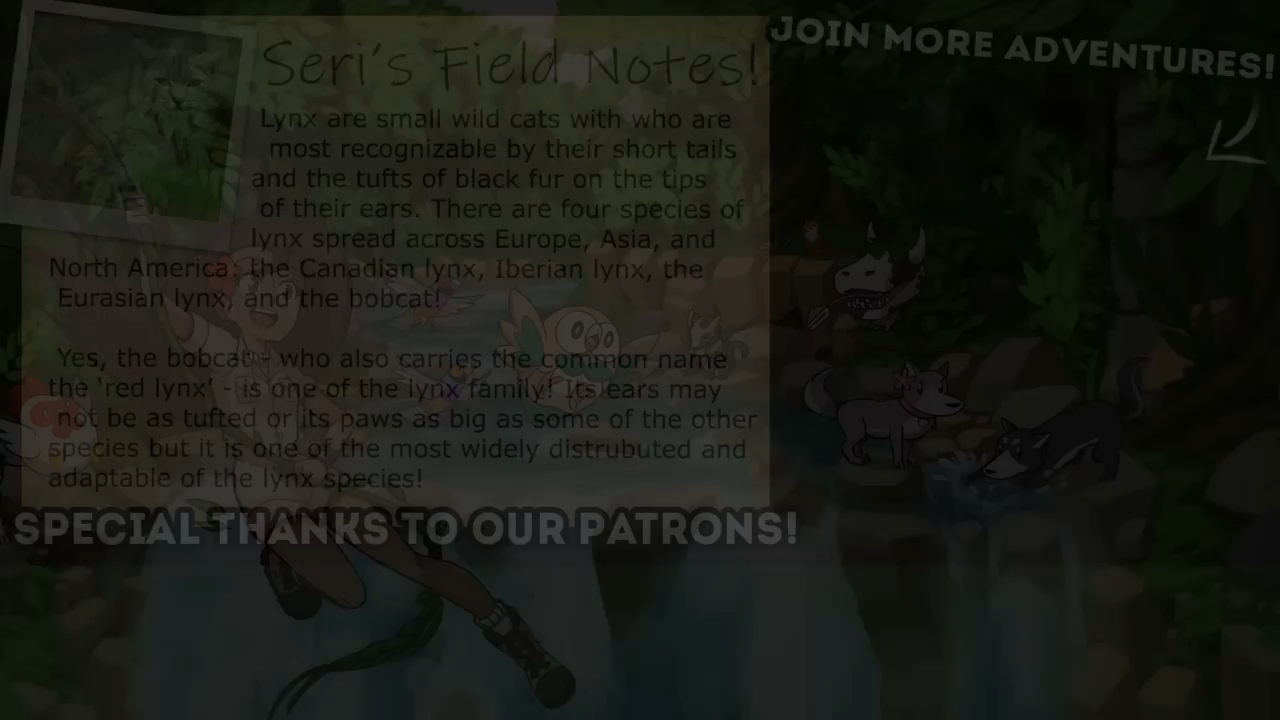 Seri's Field Notes!
JOIN MORE ADVENTURES!
Lynx are small wild cats with who are
most recognizable by their short tails
and the tufts of black fur on the tips
of their ears. There are four species of
lynx spread across Europe, Asia, and
North America: the Canadian lynx, Iberian lynx, the
Eurasian lynx, and the bobcat!
Yes, the bobcat - who also carries the common name
the 'red lynx' - is one of the lynx family! Its ears may
not be as tufted or its paws as big as some of the other
species but it is one of the most widely distrubuted and
adaptable of the lynx species!
SPECIAL THANKS TO OUR PATRONS!